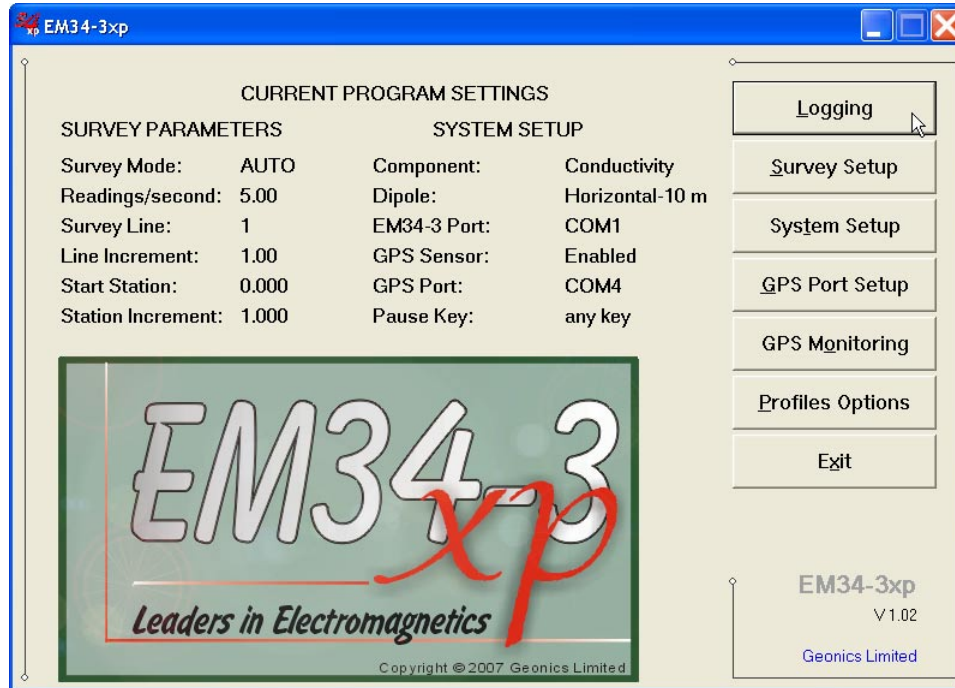 EM34-3xp
CURRENT PROGRAM SETTINGS
SURVEY PARAMETERS
Survey Mode: AUTO
Readings/second: 5.00
Survey Line: 1
Line Increment: 1.00
Start Station: 0.000
Station Increment: 1.000
SYSTEM SETUP
Component: Conductivity
Dipole: Horizontal-10 m
EM34-3 Port: COM1
GPS Sensor: Enabled
GPS Port: COM4
Pause Key: any key
EM34-3
xp
Leaders in Electromagnetics
Copyright © 2007 Geonics Limited
Logging
Survey Setup
System Setup
GPS Port Setup
GPS Monitoring
Profiles Options
Exit
EM34-3xp
V 1.02
Geonics Limited